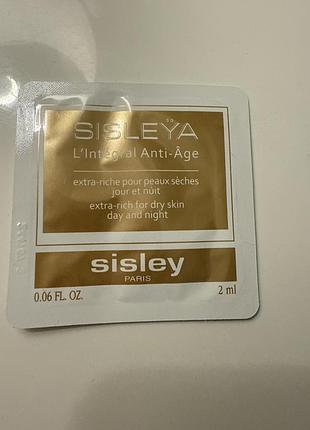 SISLEŸA
L'Intégral Anti-Âge
extra-riche pour peaux sèches
jour et nuit
extra-rich for dry skin
day and night
sisley
PARIS
0.06 FL. OZ. 2 ml